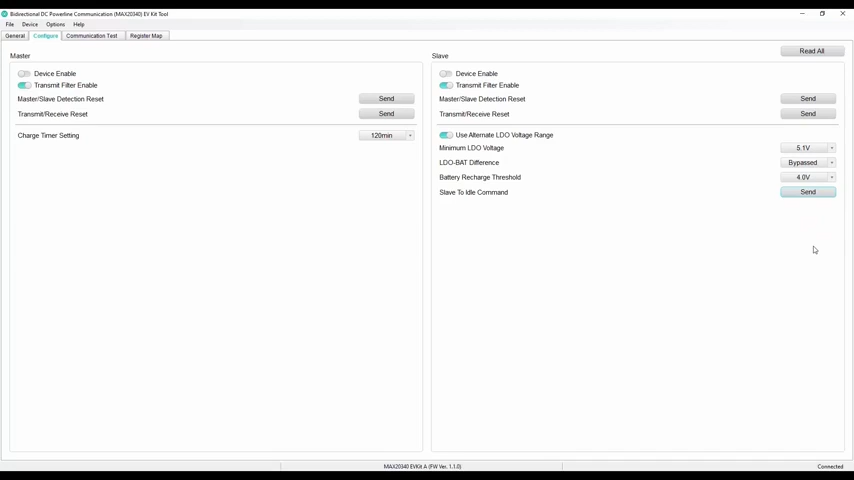 Bidirectional DC Powerline Communication (MAX20340) EV Kit Tool
File Device Options Help
General Configure Communication Test Register Map
Read All
Master
Device Enable
Transmit Filter Enable
Master/Slave Detection Reset Send
Transmit/Receive Reset Send
Charge Timer Setting 120min
Slave
Device Enable
Transmit Filter Enable
Master/Slave Detection Reset Send
Transmit/Receive Reset Send
Use Alternate LDO Voltage Range
Minimum LDO Voltage 5.1V
LDO-BAT Difference Bypassed
Battery Recharge Threshold 4.0V
Slave To Idle Command Send
MAX20340 EVKit A (FW Ver. 1.1.0) Connected